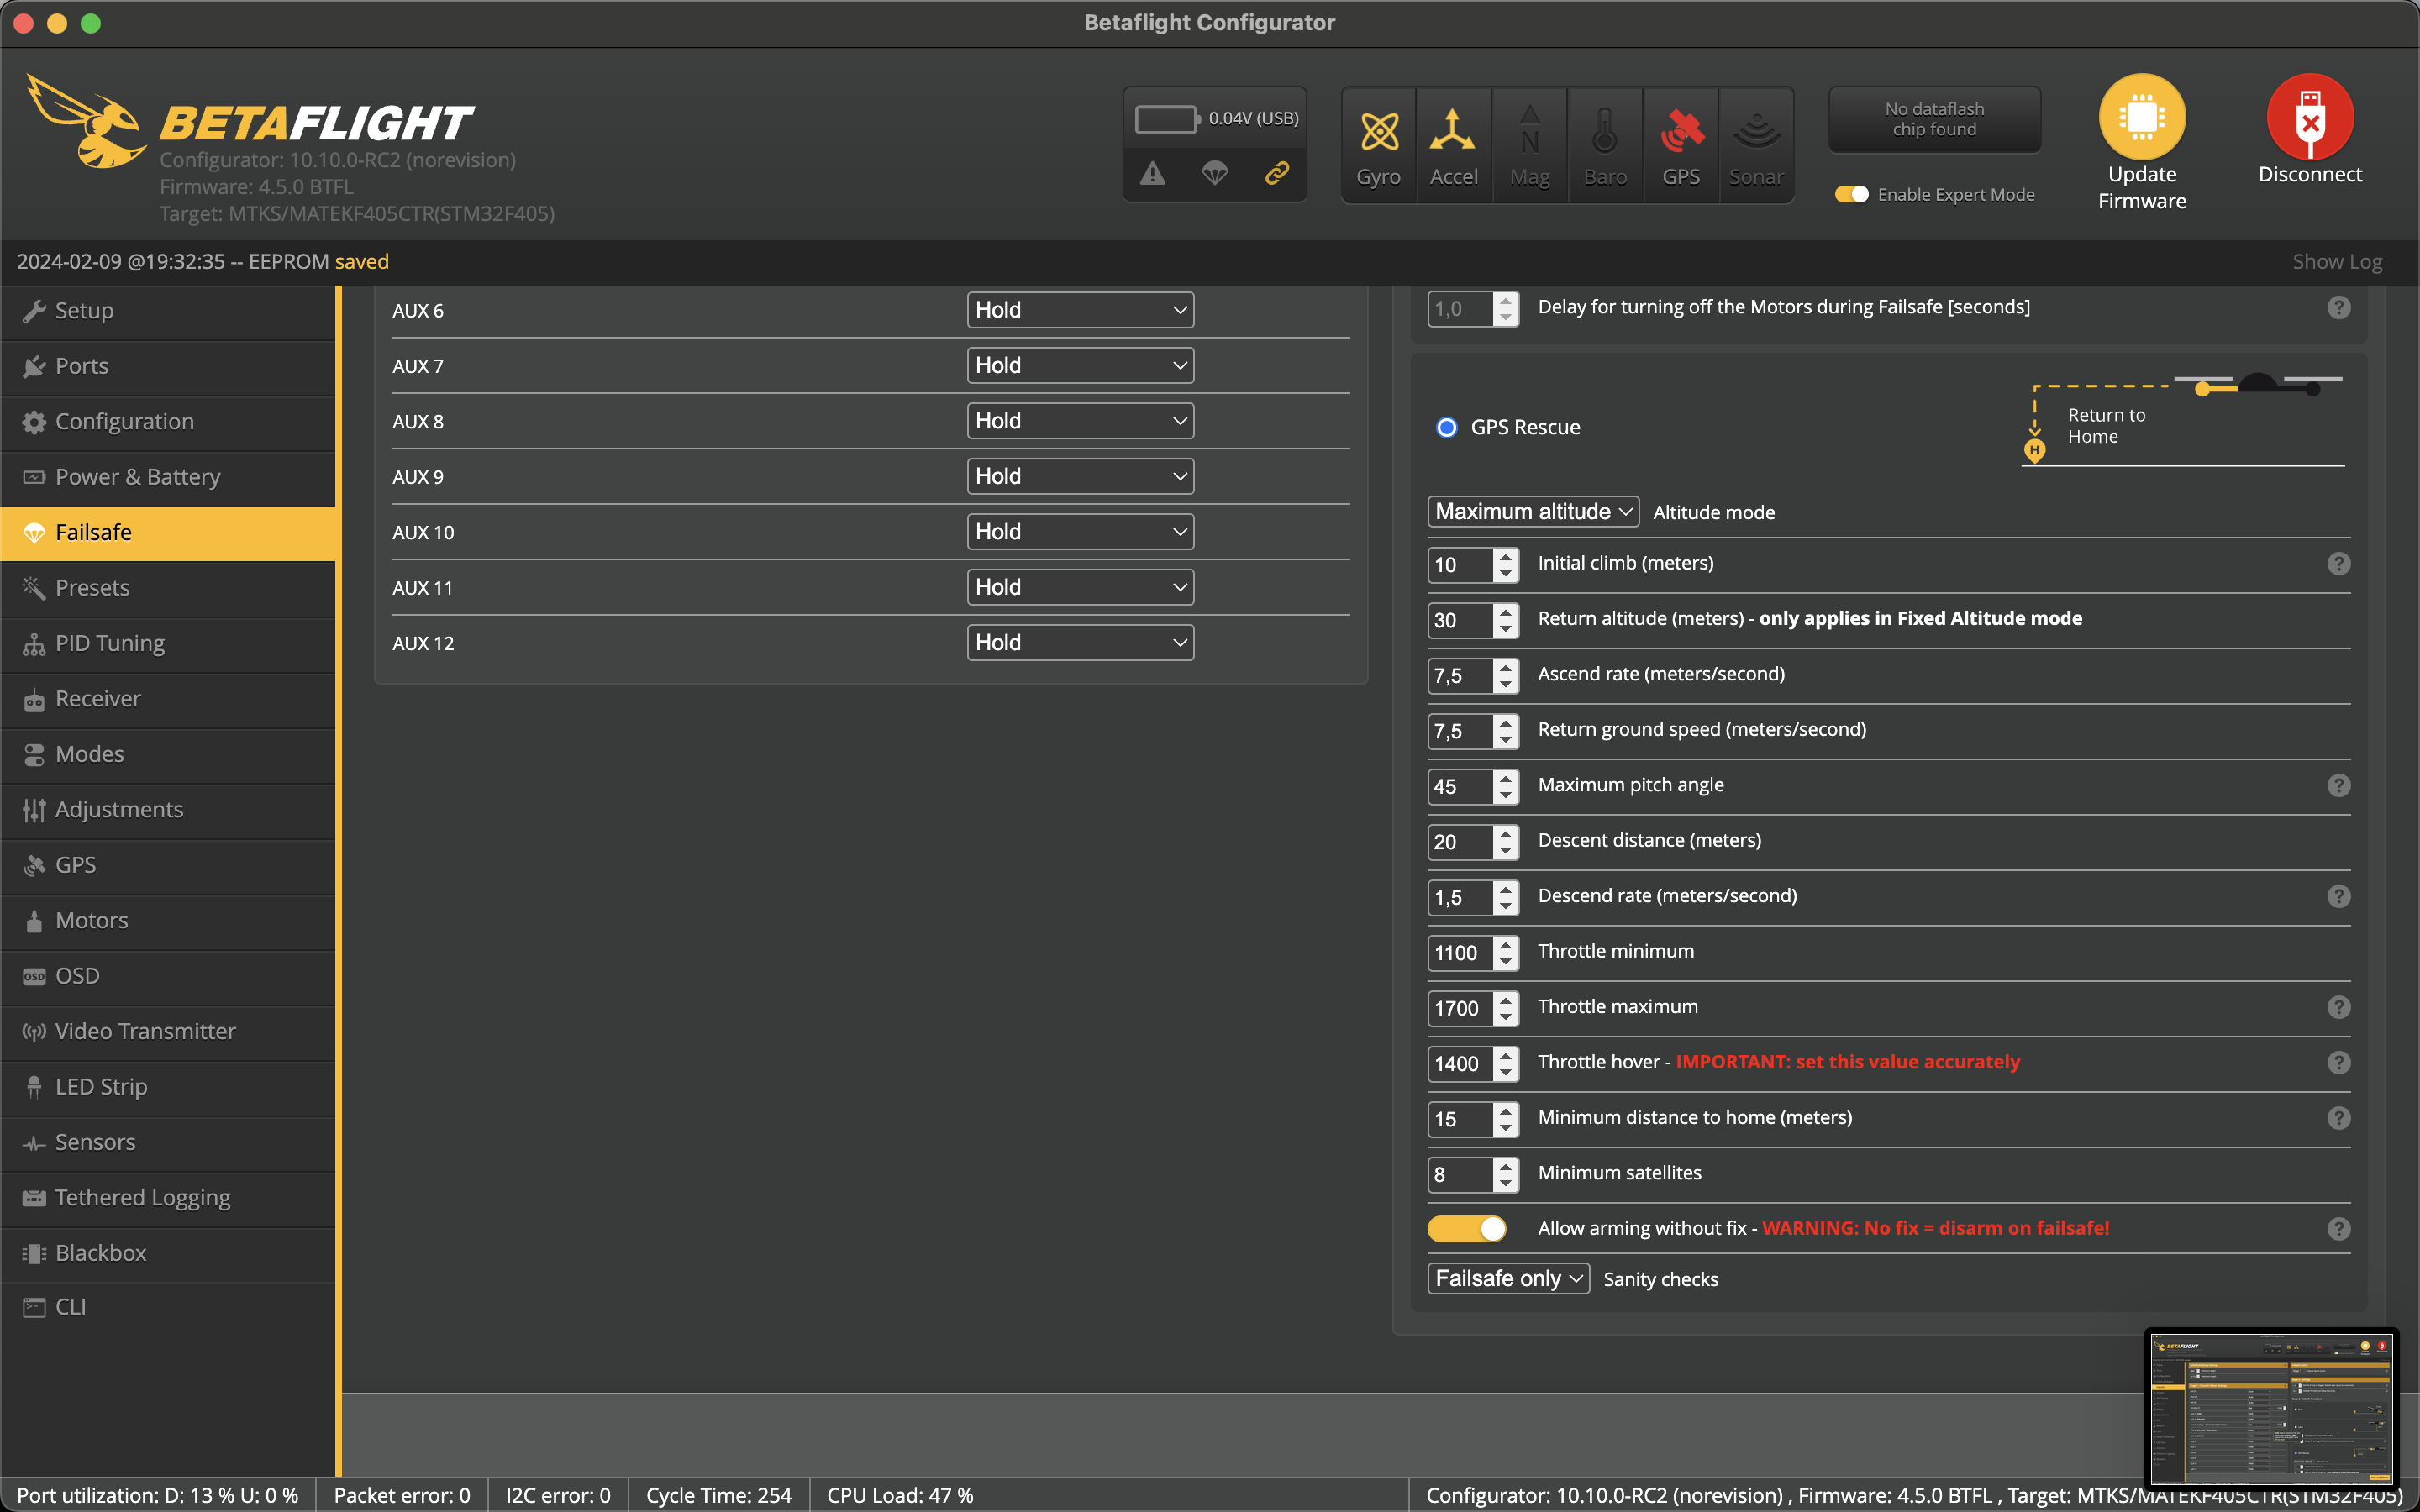 Betaflight Configurator
BETAFLIGHT
Configurator: 10.10.0-RC2 (norevision)
Firmware: 4.5.0 BTFL
Target: MTKS/MATEKF405CTR(STM32F405)
0.04V (USB)
Gyro
Accel
N
Mag
Baro
GPS
Sonar
No dataflash
chip found
Enable Expert Mode
Update
Firmware
Disconnect
2024-02-09 @19:32:35 -- EEPROM saved
Show Log
Setup
Ports
Configuration
Power & Battery
Failsafe
Presets
PID Tuning
Receiver
Modes
Adjustments
GPS
Motors
OSD OSD
Video Transmitter
LED Strip
Sensors
Tethered Logging
Blackbox
CLI
AUX 6 Hold
AUX 7 Hold
AUX 8 Hold
AUX 9 Hold
AUX 10 Hold
AUX 11 Hold
AUX 12 Hold
1,0 Delay for turning off the Motors during Failsafe [seconds] ?
GPS Rescue
Return to
Home
H
Maximum altitude Altitude mode
10 Initial climb (meters) ?
30 Return altitude (meters) - only applies in Fixed Altitude mode
7,5 Ascend rate (meters/second)
7,5 Return ground speed (meters/second)
45 Maximum pitch angle ?
20 Descent distance (meters)
1,5 Descend rate (meters/second) ?
1100 Throttle minimum
1700 Throttle maximum ?
1400 Throttle hover - IMPORTANT: set this value accurately ?
15 Minimum distance to home (meters) ?
8 Minimum satellites
Allow arming without fix - WARNING: No fix = disarm on failsafe! ?
Failsafe only Sanity checks
BETAFLIGHT
Port utilization: D: 13 % U: 0 %
Packet error: 0
I2C error: 0
Cycle Time: 254
CPU Load: 47 %
Configurator: 10.10.0-RC2 (norevision) , Firmware: 4.5.0 BTFL , Target: MTKS/MATEKF405CTR(STM32F405)